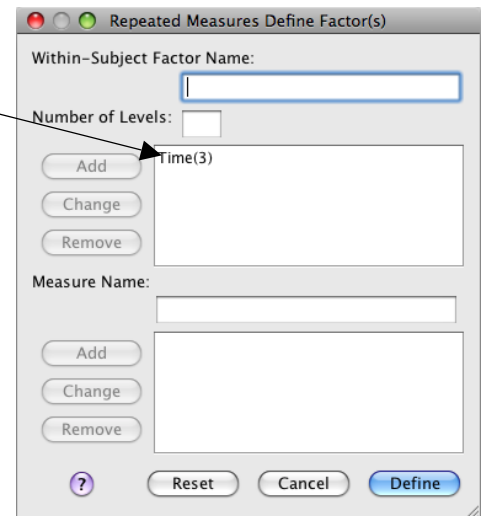 Repeated Measures Define Factor(s)
Within-Subject Factor Name:
Number of Levels:
Add
Time(3)
Change
Remove
Measure Name:
Add
Change
Remove
? Reset Cancel Define